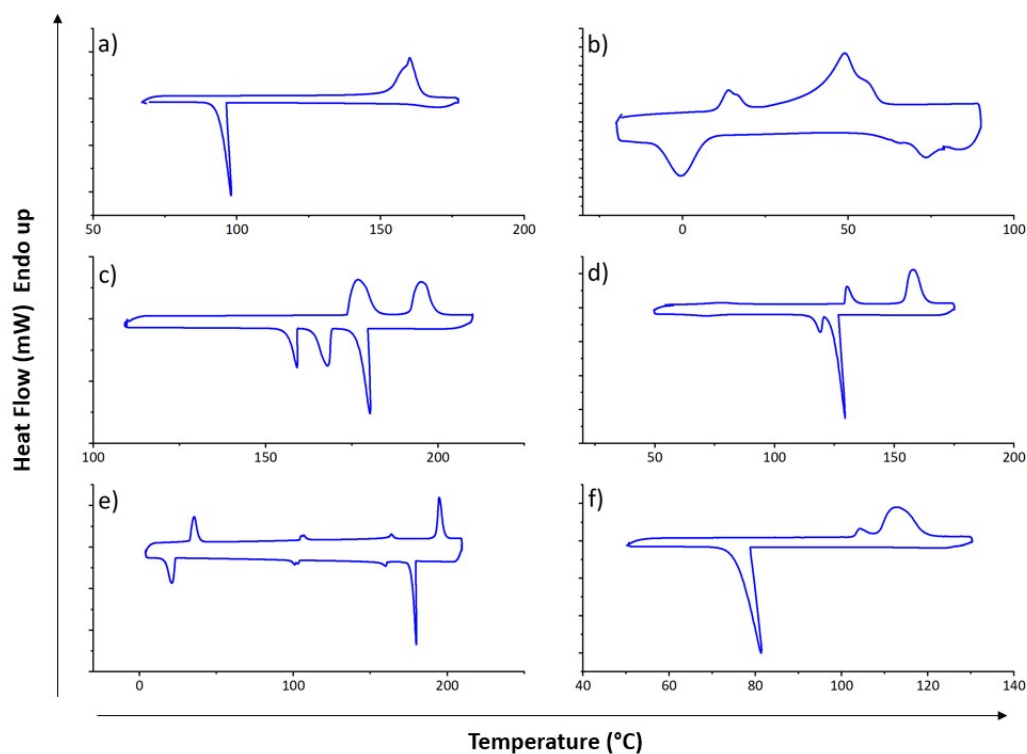 a)
50 100 150 200
b)
0 50 100
c)
100 150 200
d)
50 100 150 200
e)
0 100 200
f)
40 60 80 100 120 140
Heat Flow (mW) Endo up
Temperature (°C)